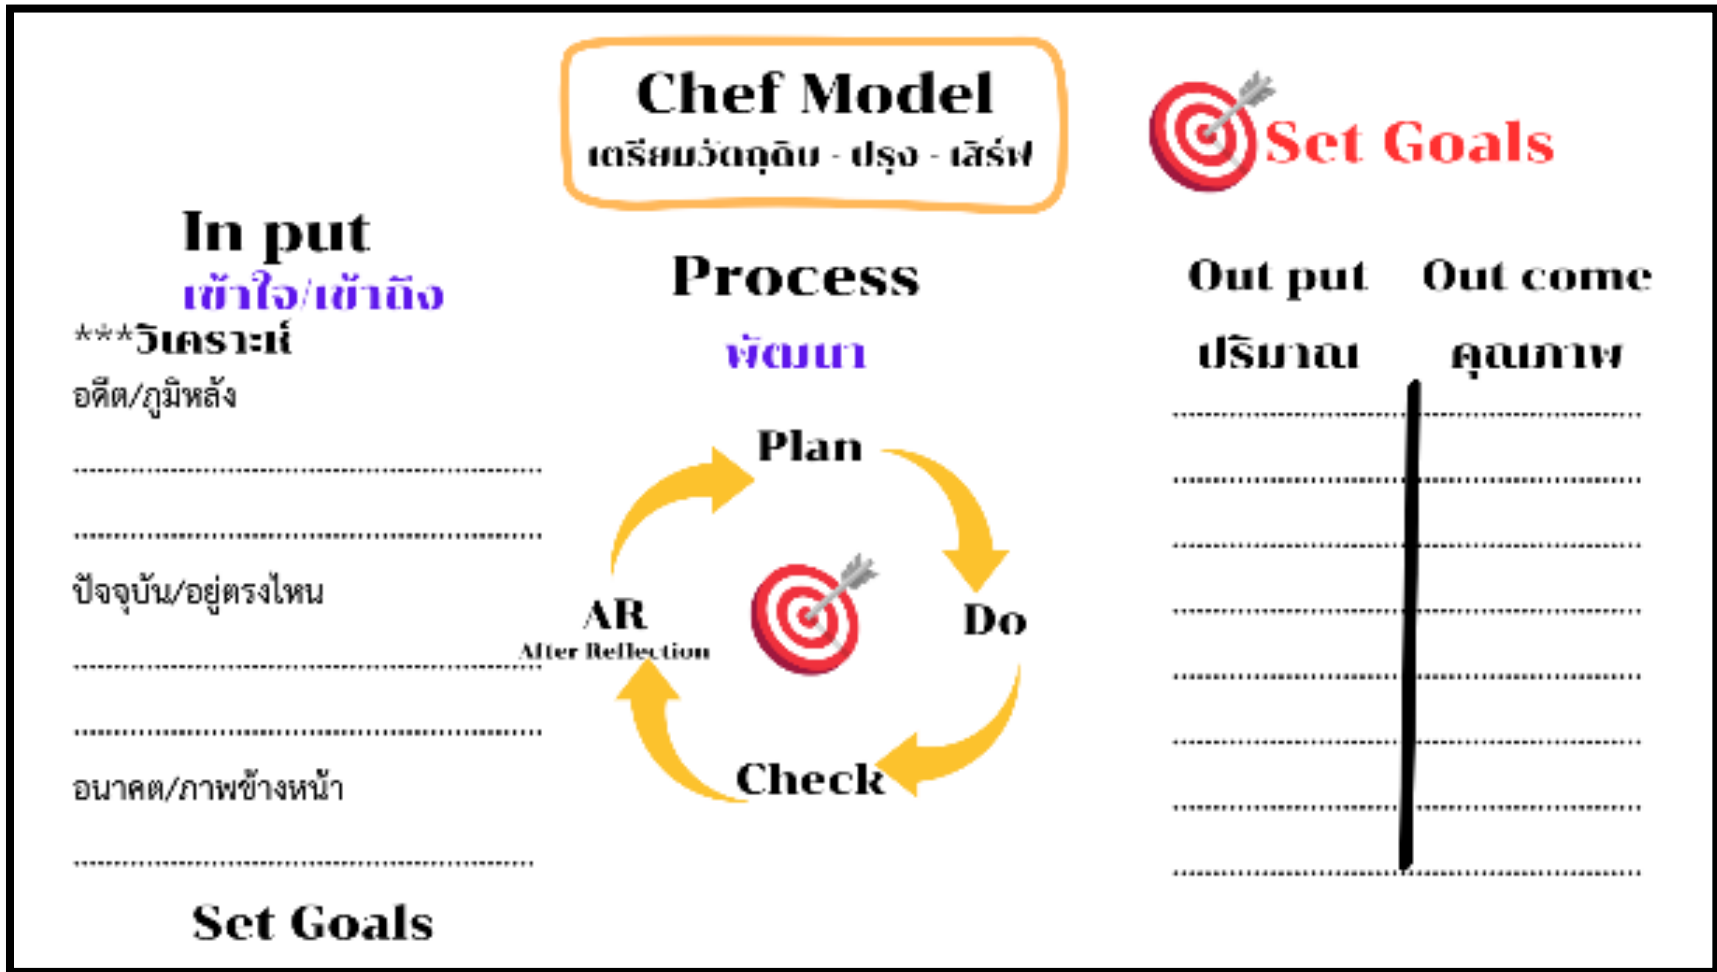 Chef Model
เตรียมวัตถุดิบ - ปรุง - เสิร์ฟ
Set Goals
In put
เข้าใจ/เข้าถึง
***วิเคราะห์
อดีต/ภูมิหลัง
ปัจจุบัน/อยู่ตรงไหน
อนาคต/ภาพข้างหน้า
Set Goals
Process
พัฒนา
Plan
Do
Check
AR
After Reflection
Out put
Out come
ปริมาณ
คุณภาพ